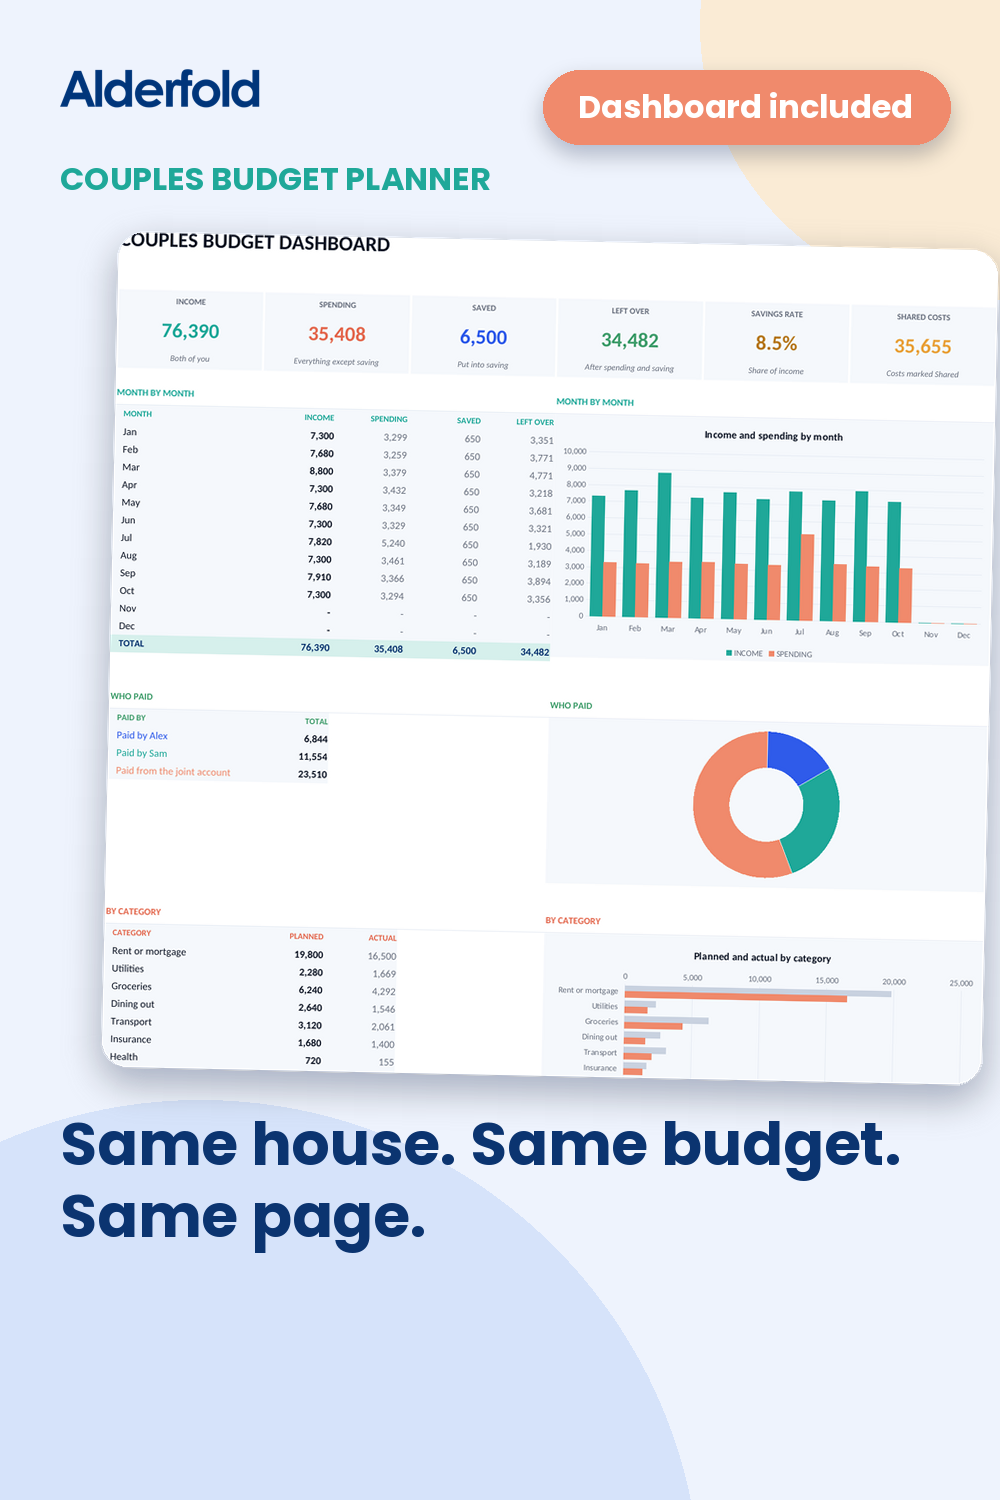 Alderfold
Dashboard included
COUPLES BUDGET PLANNER
COUPLES BUDGET DASHBOARD
INCOME
76,390
Both of you
SPENDING
35,408
Everything except saving
SAVED
6,500
Put into saving
LEFT OVER
34,482
After spending and saving
SAVINGS RATE
8.5%
Share of income
SHARED COSTS
35,655
Costs marked Shared
MONTH BY MONTH
MONTH INCOME SPENDING SAVED LEFT OVER
Jan 7,300 3,299 650 3,351
Feb 7,680 3,259 650 3,771
Mar 8,800 3,379 650 4,771
Apr 7,300 3,432 650 3,218
May 7,680 3,349 650 3,681
Jun 7,300 3,329 650 3,321
Jul 7,820 5,240 650 1,930
Aug 7,300 3,461 650 3,189
Sep 7,910 3,366 650 3,894
Oct 7,300 3,294 650 3,356
Nov - - - -
Dec - - - -
TOTAL 76,390 35,408 6,500 34,482
MONTH BY MONTH
Income and spending by month
10,000
9,000
8,000
7,000
6,000
5,000
4,000
3,000
2,000
1,000
0
Jan Feb Mar Apr May Jun Jul Aug Sep Oct Nov Dec
INCOME SPENDING
WHO PAID
PAID BY TOTAL
Paid by Alex 6,844
Paid by Sam 11,554
Paid from the joint account 23,510
WHO PAID
BY CATEGORY
CATEGORY PLANNED ACTUAL
Rent or mortgage 19,800 16,500
Utilities 2,280 1,669
Groceries 6,240 4,292
Dining out 2,640 1,546
Transport 3,120 2,061
Insurance 1,680 1,400
Health 720 155
BY CATEGORY
Planned and actual by category
0 5,000 10,000 15,000 20,000 25,000
Rent or mortgage
Utilities
Groceries
Dining out
Transport
Insurance
Same house. Same budget.
Same page.